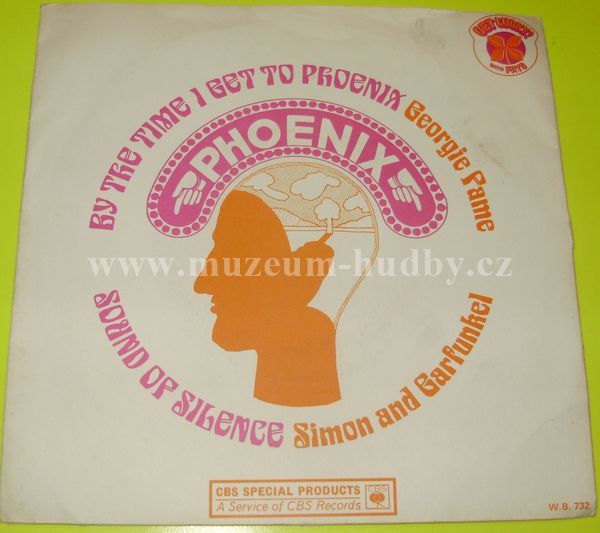 BY THE TIME I GET TO PHOENIX Georgie Fame
PHOENIX
www.muzeum-hudby.cz
SOUND OF SILENCE Simon and Garfunkel
CBS SPECIAL PRODUCTS
A Service of CBS Records
CBS
W.B. 732